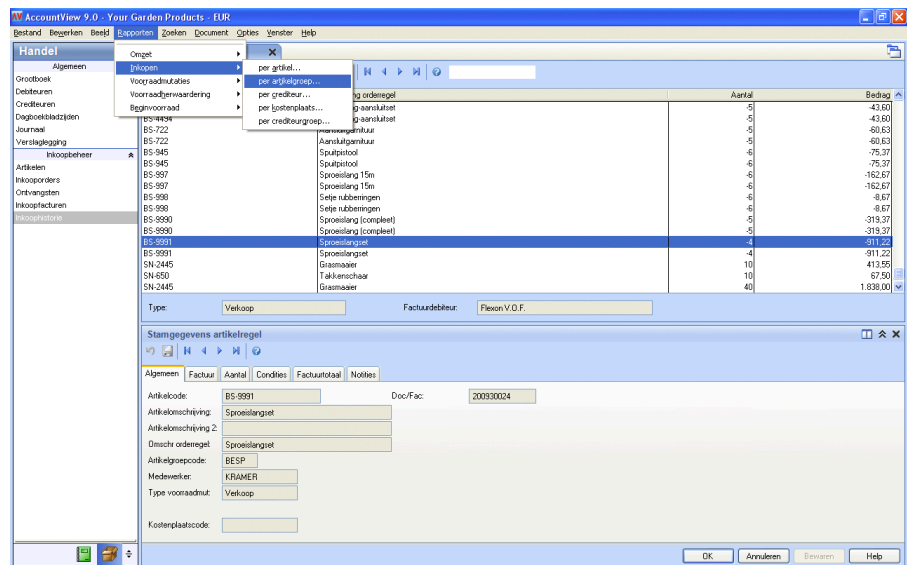 AccountView 9.0 - Your Garden Products - EUR
Bestand Bewerken Beeld Rapporten Zoeken Document Opties Venster Help
Handel
Omzet
Inkopen
Voorraadmutaties
Voorraadherwaardering
Beginvoorraad
per artikel...
per artikelgroep...
per crediteur...
per kostenplaats...
per crediteurgroep...
Algemeen
Grootboek
Debiteuren
Crediteuren
Dagboekbladzijden
Journaal
Verslaglegging
Inkoopbeheer
Artikelen
Inkooporders
Ontvangsten
Inkoopfacturen
Inkoophistorie
orderregel Aantal Bedrag
g-aansluitset -5 -43,60
BS-4494 g-aansluitset -5 -43,60
BS-722 Aansluitgarnituur -5 -60,63
BS-722 Aansluitgarnituur -5 -60,63
BS-945 Spuitpistool -6 -75,37
BS-945 Spuitpistool -6 -75,37
BS-997 Sproeislang 15m -6 -162,67
BS-997 Sproeislang 15m -6 -162,67
BS-998 Setje rubberringen -6 -8,67
BS-998 Setje rubberringen -6 -8,67
BS-9990 Sproeislang (compleet) -5 -319,37
BS-9990 Sproeislang (compleet) -5 -319,37
BS-9991 Sproeislangset -4 -911,22
BS-9991 Sproeislangset -4 -911,22
SN-2445 Grasmaaier 10 413,55
SN-650 Takkenschaar 10 67,50
SN-2445 Grasmaaier 40 1.838,00
Type: Verkoop Factuurdebiteur: Flexon V.O.F.
Stamgegevens artikelregel
Algemeen Factuur Aantal Condities Factuurtotaal Notities
Artikelcode: BS-9991 Doc/Fac: 200930024
Artikelomschrijving: Sproeislangset
Artikelomschrijving 2:
Omschr orderregel: Sproeislangset
Artikelgroepcode: BESP
Medewerker: KRAMER
Type voorraadmut: Verkoop
Kostenplaatscode:
OK Annuleren Bewaren Help